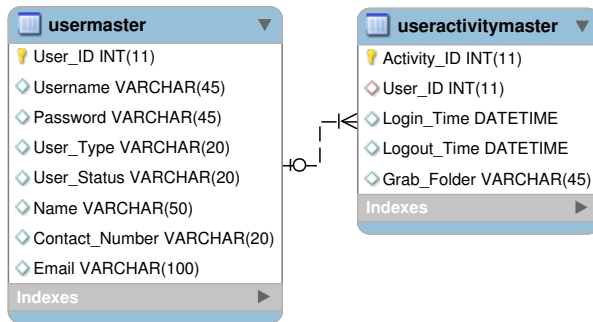 usermaster
User_ID INT(11)
Username VARCHAR(45)
Password VARCHAR(45)
User_Type VARCHAR(20)
User_Status VARCHAR(20)
Name VARCHAR(50)
Contact_Number VARCHAR(20)
Email VARCHAR(100)
Indexes
useractivitymaster
Activity_ID INT(11)
User_ID INT(11)
Login_Time DATETIME
Logout_Time DATETIME
Grab_Folder VARCHAR(45)
Indexes